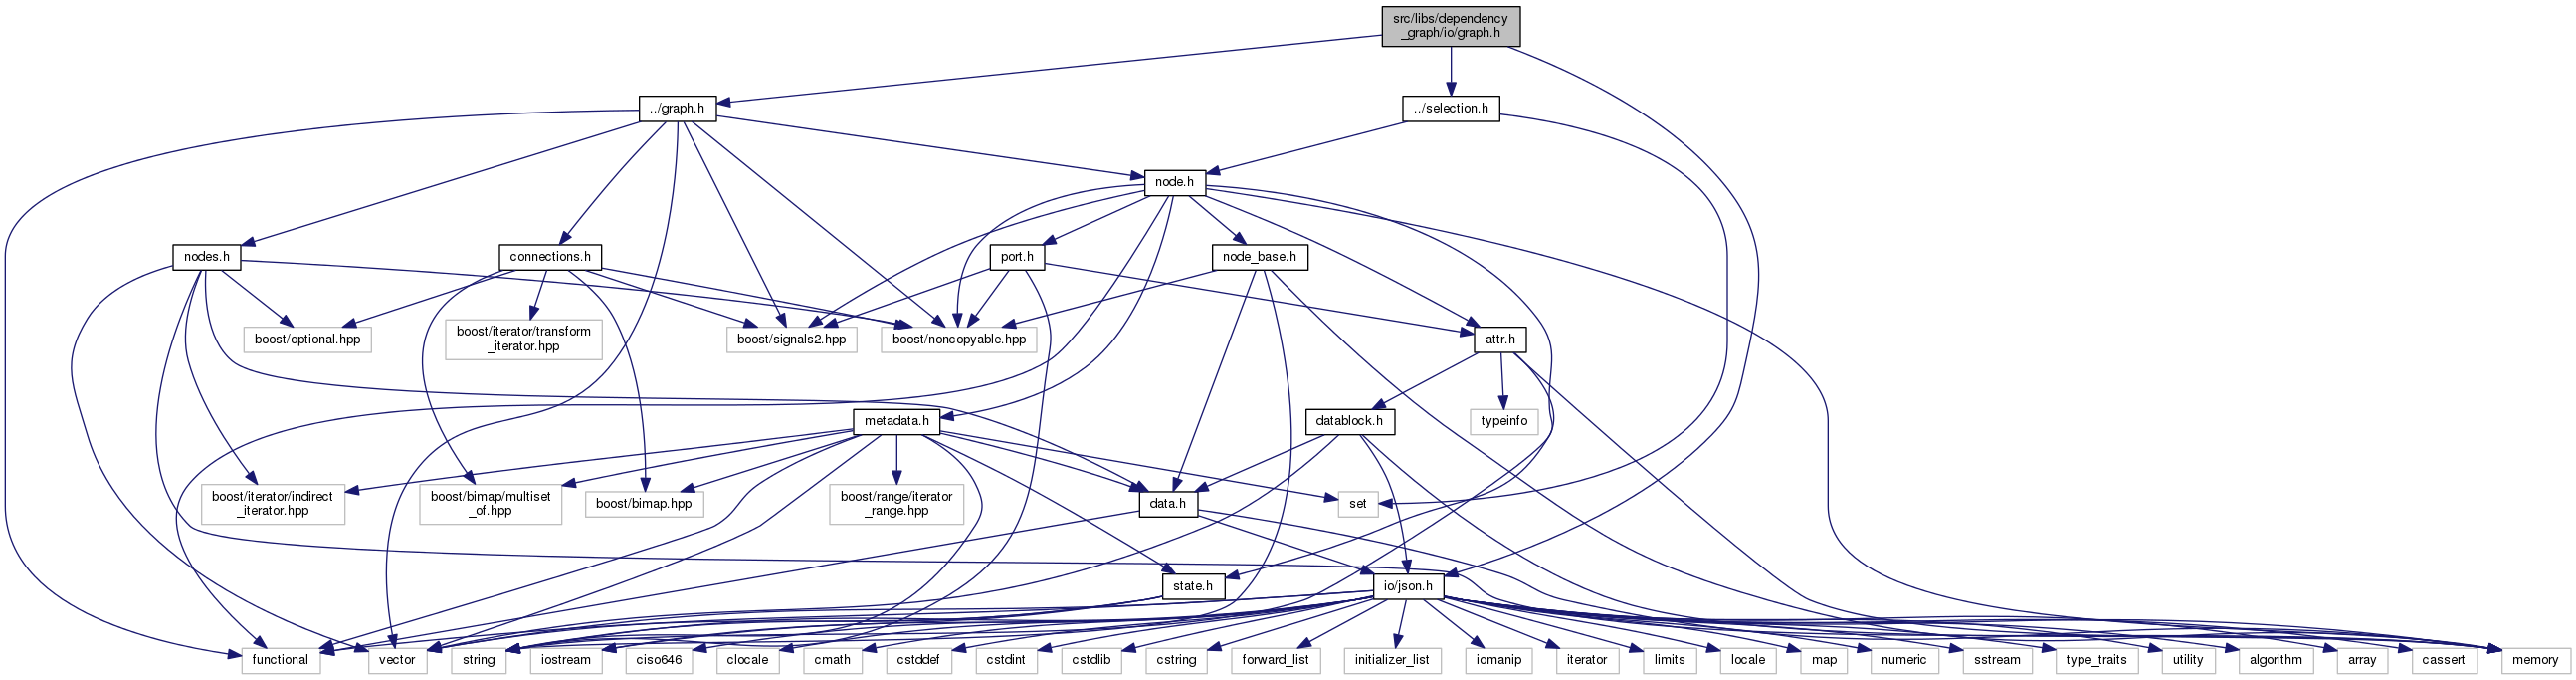 src/libs/dependency
_graph/io/graph.h
../graph.h
../selection.h
node.h
nodes.h
connections.h
port.h
node_base.h
boost/optional.hpp
boost/iterator/transform
_iterator.hpp
boost/signals2.hpp
boost/noncopyable.hpp
attr.h
metadata.h
datablock.h
typeinfo
boost/iterator/indirect
_iterator.hpp
boost/bimap/multiset
_of.hpp
boost/bimap.hpp
boost/range/iterator
_range.hpp
data.h
set
state.h
io/json.h
functional
vector
string
iostream
ciso646
clocale
cmath
cstddef
cstdint
cstdlib
cstring
forward_list
initializer_list
iomanip
iterator
limits
locale
map
numeric
sstream
type_traits
utility
algorithm
array
cassert
memory